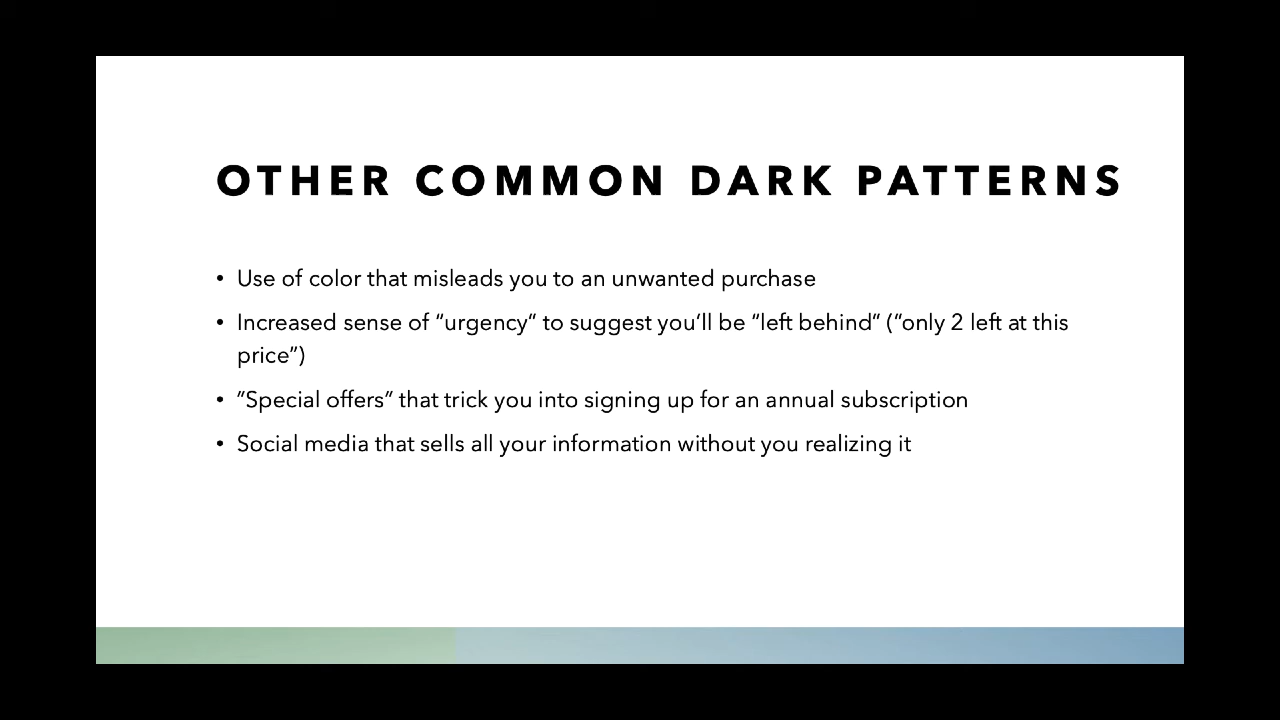 OTHER COMMON DARK PATTERNS
• Use of color that misleads you to an unwanted purchase
• Increased sense of “urgency“ to suggest you’ll be “left behind“ (“only 2 left at this
price”)
• ”Special offers” that trick you into signing up for an annual subscription
• Social media that sells all your information without you realizing it